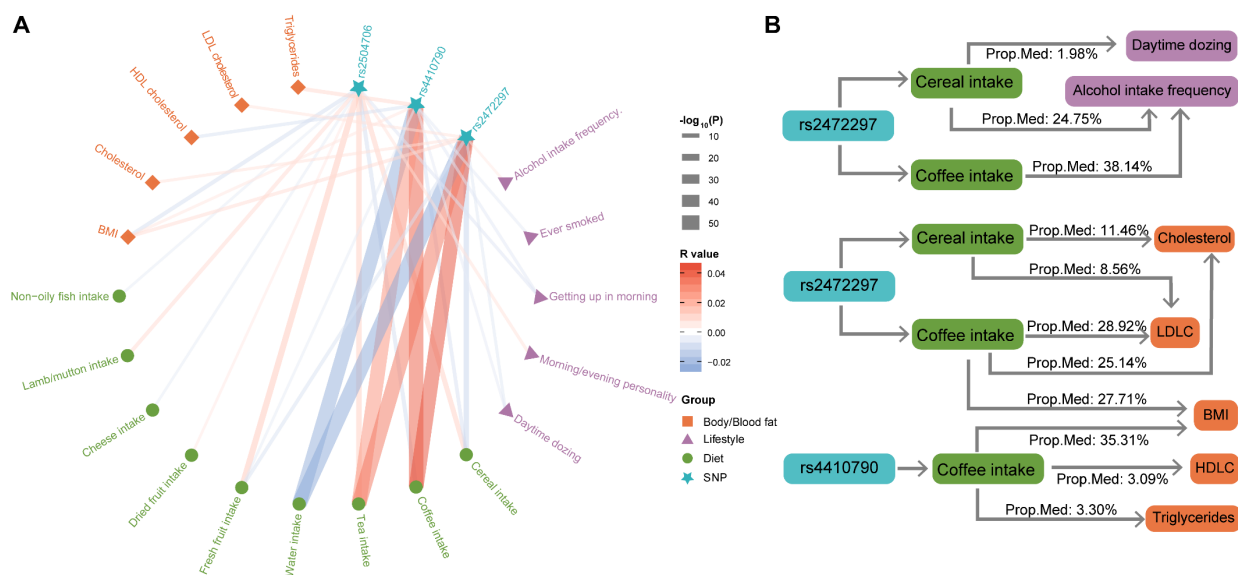 A
Triglycerides
LDL cholesterol
HDL cholesterol
Cholesterol
BMI
Non−oily fish intake
Lamb/mutton intake
Cheese intake
Dried fruit intake
Fresh fruit intake
Water intake
Tea intake
Coffee intake
Cereal intake
Daytime dozing
Morning/evening personality
Getting up in morning
Ever smoked
Alcohol intake frequency.
rs2472297
rs4410790
rs2504706
-log10(P)
10
20
30
40
50
R value
0.04
0.02
0.00
−0.02
Group
Body/Blood fat
Lifestyle
Diet
SNP
B
Daytime dozing
Prop.Med: 1.98%
Cereal intake
Alcohol intake frequency
rs2472297
Prop.Med: 24.75%
Coffee intake
Prop.Med: 38.14%
Cereal intake
Prop.Med: 11.46%
Cholesterol
Prop.Med: 8.56%
rs2472297
Coffee intake
Prop.Med: 28.92%
LDLC
Prop.Med: 25.14%
Prop.Med: 27.71%
BMI
Prop.Med: 35.31%
rs4410790
Coffee intake
HDLC
Prop.Med: 3.09%
Prop.Med: 3.30%
Triglycerides